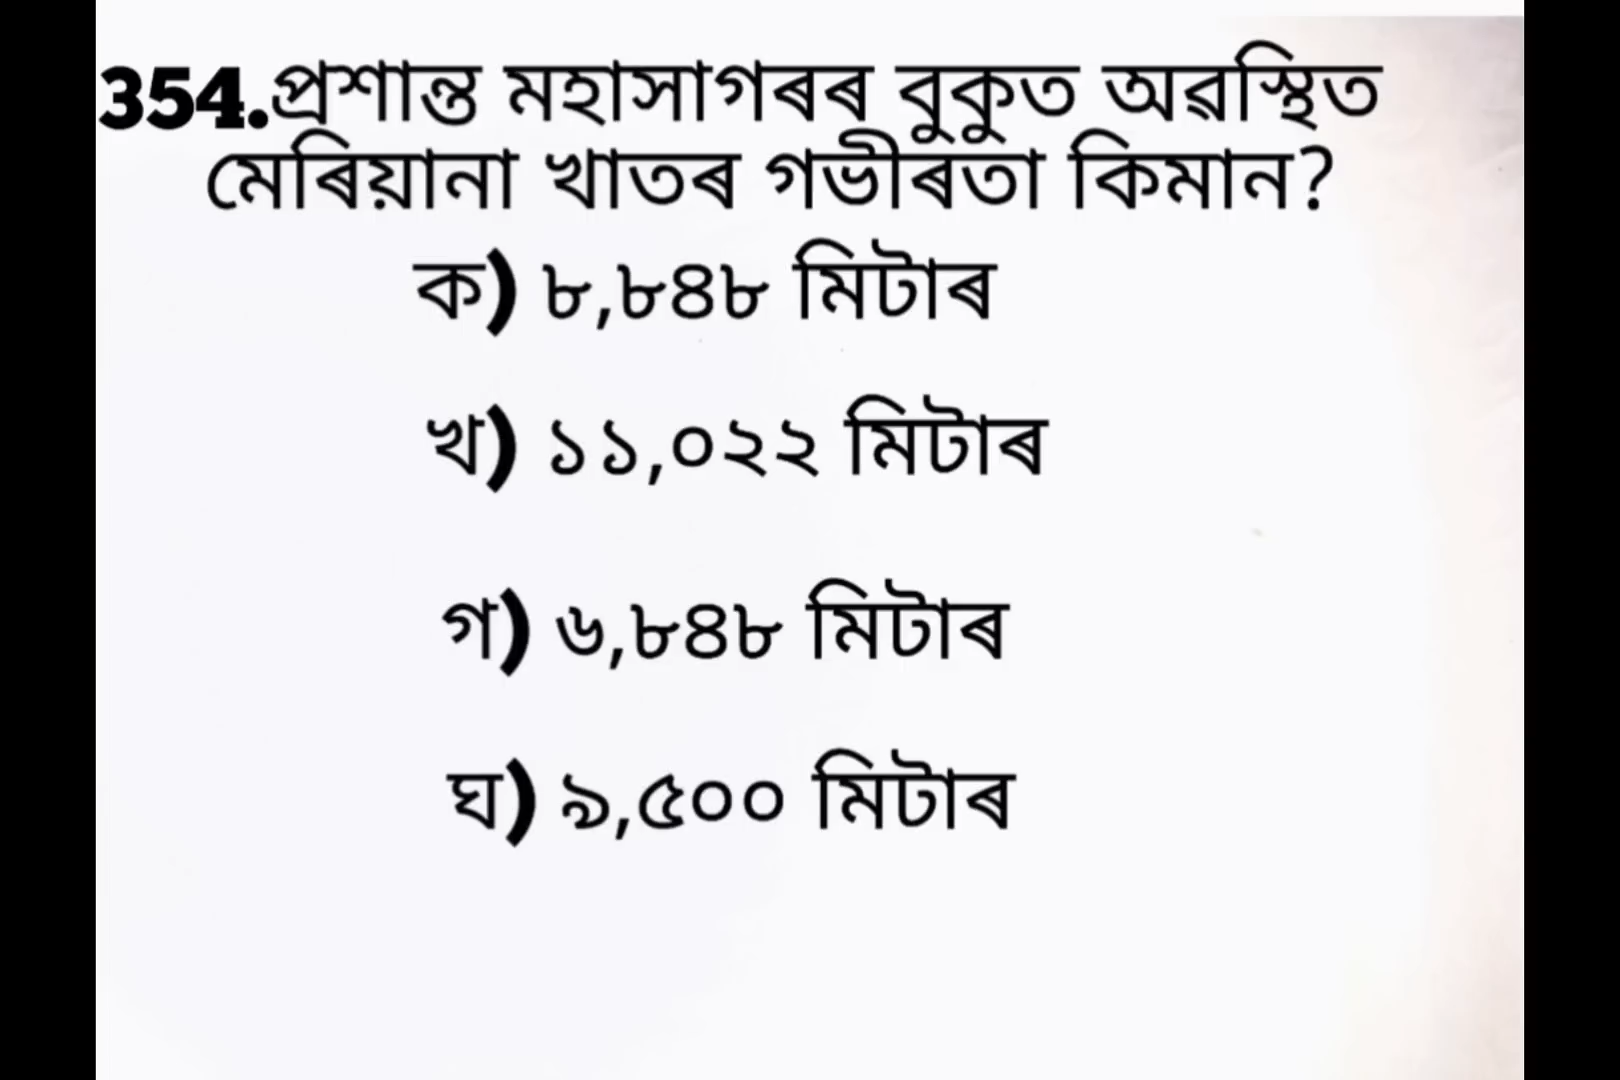 354.প্ৰশান্ত মহাসাগৰৰ বুকুত অৱস্থিত
মেৰিয়ানা খাতৰ গভীৰতা কিমান?
ক) ৮,৮৪৮ মিটাৰ
খ) ১১,০২২ মিটাৰ
গ) ৬,৮৪৮ মিটাৰ
ঘ) ৯,৫০০ মিটাৰ